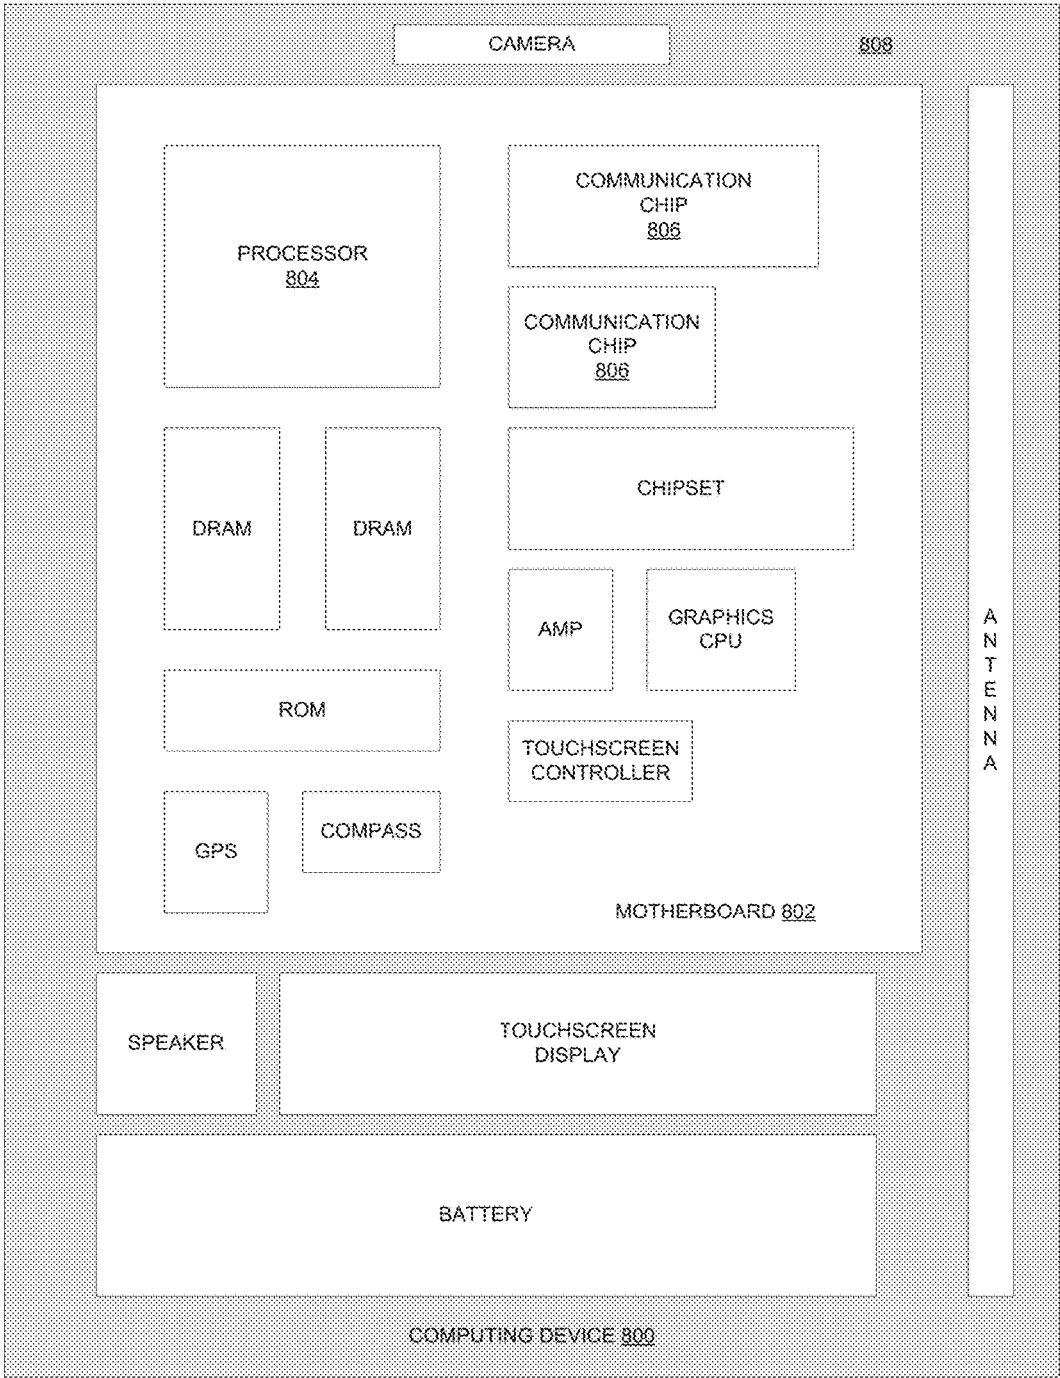 CAMERA
808
PROCESSOR
804
COMMUNICATION
CHIP
806
COMMUNICATION
CHIP
806
DRAM
DRAM
CHIPSET
AMP
GRAPHICS
CPU
ROM
TOUCHSCREEN
CONTROLLER
GPS
COMPASS
MOTHERBOARD 802
ANTENNA
SPEAKER
TOUCHSCREEN
DISPLAY
BATTERY
COMPUTING DEVICE 800